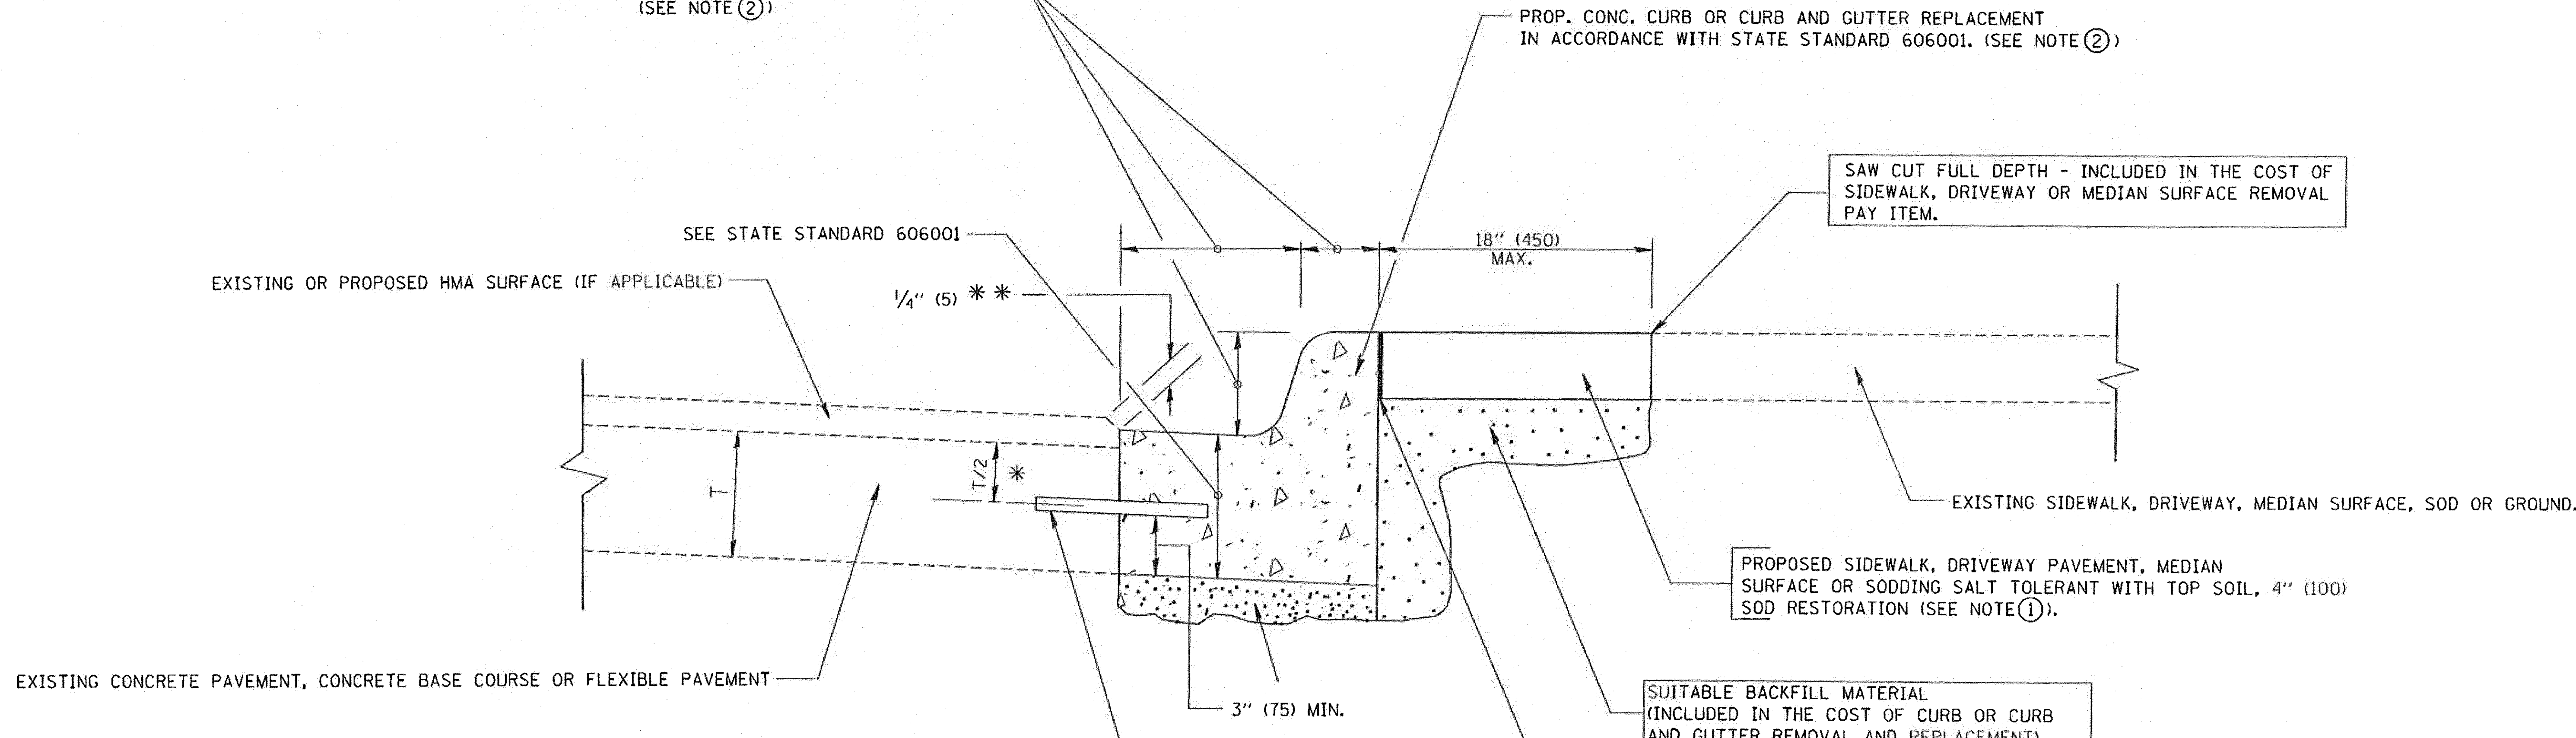 (SEE NOTE ②)
PROP. CONC. CURB OR CURB AND GUTTER REPLACEMENT
IN ACCORDANCE WITH STATE STANDARD 606001. (SEE NOTE ②)
SAW CUT FULL DEPTH - INCLUDED IN THE COST OF
SIDEWALK, DRIVEWAY OR MEDIAN SURFACE REMOVAL
PAY ITEM.
SEE STATE STANDARD 606001
18" (450)
MAX.
EXISTING OR PROPOSED HMA SURFACE (IF APPLICABLE)
1/4" (5) * *
T
T/2 *
EXISTING SIDEWALK, DRIVEWAY, MEDIAN SURFACE, SOD OR GROUND.
PROPOSED SIDEWALK, DRIVEWAY PAVEMENT, MEDIAN
SURFACE OR SODDING SALT TOLERANT WITH TOP SOIL, 4" (100)
SOD RESTORATION (SEE NOTE ①).
EXISTING CONCRETE PAVEMENT, CONCRETE BASE COURSE OR FLEXIBLE PAVEMENT
3" (75) MIN.
SUITABLE BACKFILL MATERIAL
(INCLUDED IN THE COST OF CURB OR CURB
AND GUTTER REMOVAL AND REPLACEMENT)